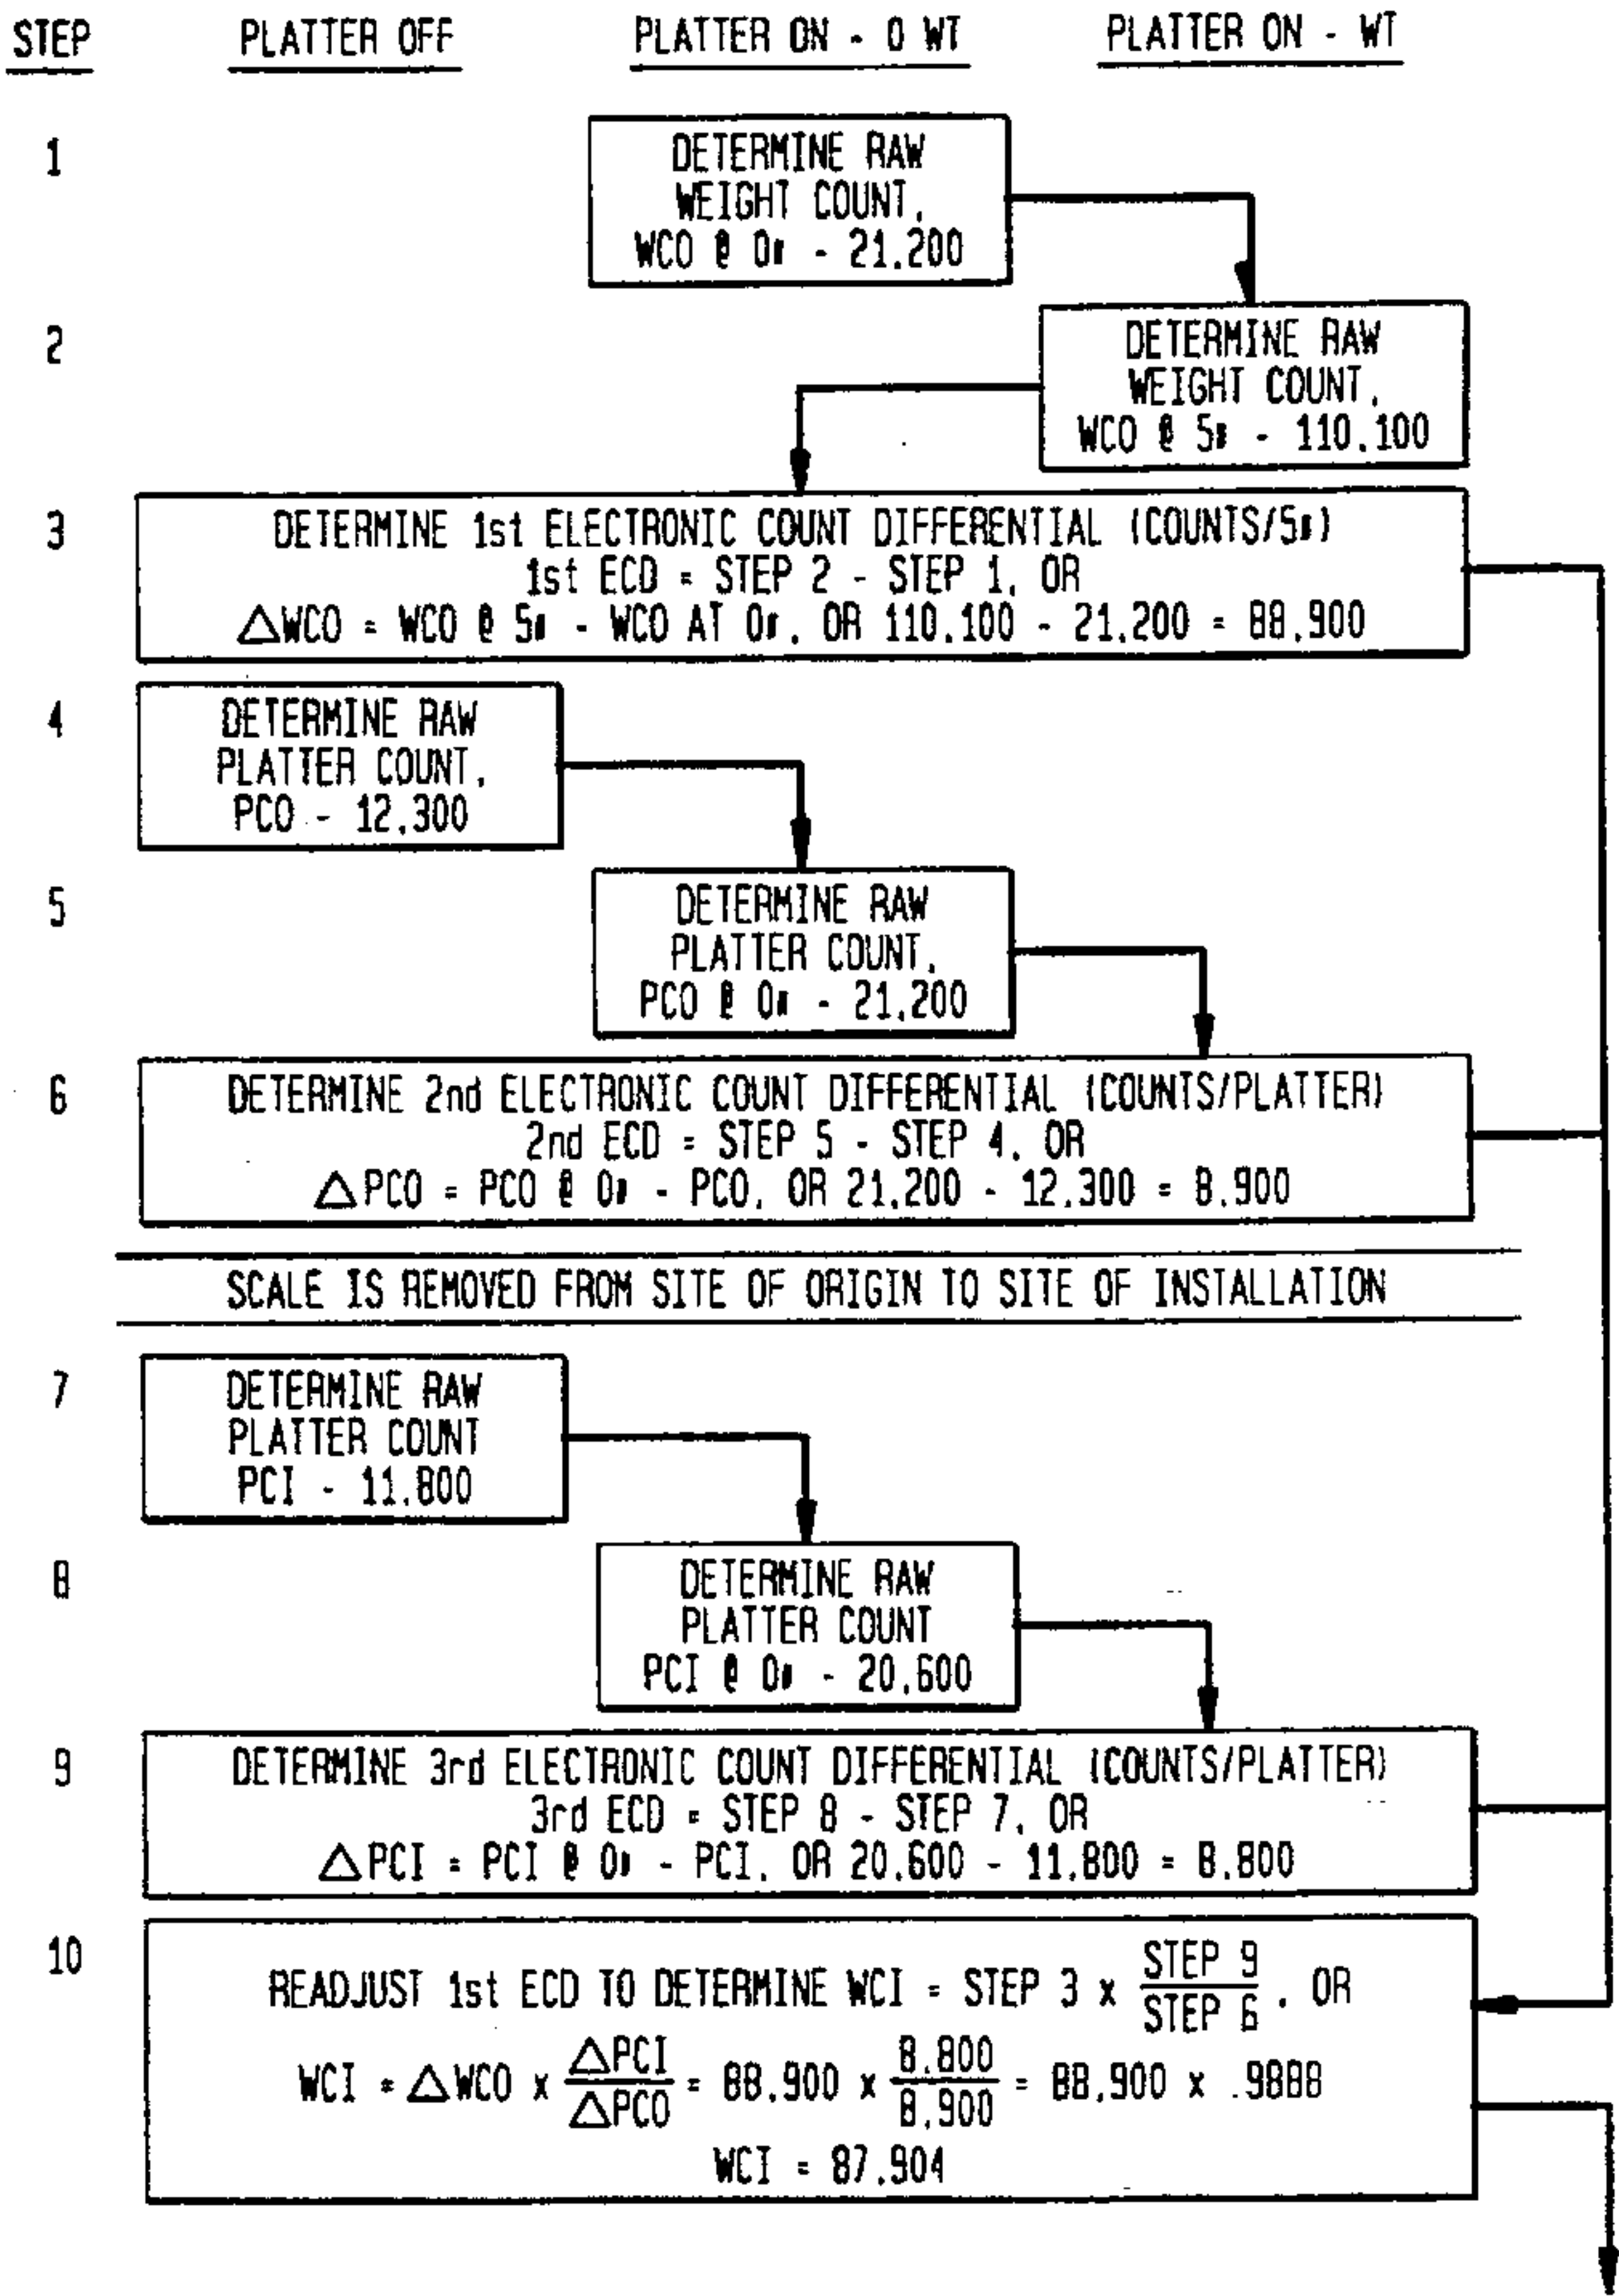 STEP PLATTER OFF PLATTER ON - 0 WT PLATTER ON - WT
1
DETERMINE RAW
WEIGHT COUNT,
WCO @ 0# - 21,200
2
DETERMINE RAW
WEIGHT COUNT,
WCO @ 5# - 110,100
3
DETERMINE 1st ELECTRONIC COUNT DIFFERENTIAL (COUNTS/5#)
1st ECD = STEP 2 - STEP 1, OR
△WCO = WCO @ 5# - WCO AT 0#, OR 110,100 - 21,200 = 88,900
4
DETERMINE RAW
PLATTER COUNT,
PCO - 12,300
5
DETERMINE RAW
PLATTER COUNT,
PCO @ 0# - 21,200
6
DETERMINE 2nd ELECTRONIC COUNT DIFFERENTIAL (COUNTS/PLATTER)
2nd ECD = STEP 5 - STEP 4, OR
△PCO = PCO @ 0# - PCO, OR 21,200 - 12,300 = 8,900
SCALE IS REMOVED FROM SITE OF ORIGIN TO SITE OF INSTALLATION
7
DETERMINE RAW
PLATTER COUNT
PCI - 11,800
8
DETERMINE RAW
PLATTER COUNT
PCI @ 0# - 20,600
9
DETERMINE 3rd ELECTRONIC COUNT DIFFERENTIAL (COUNTS/PLATTER)
3rd ECD = STEP 8 - STEP 7, OR
△PCI = PCI @ 0# - PCI, OR 20,600 - 11,800 = 8,800
10
READJUST 1st ECD TO DETERMINE WCI = STEP 3 x STEP 9 / STEP 6, OR
WCI = △WCO x △PCI / △PCO = 88,900 x 8,800 / 8,900 = 88,900 x .9888
WCI = 87,904